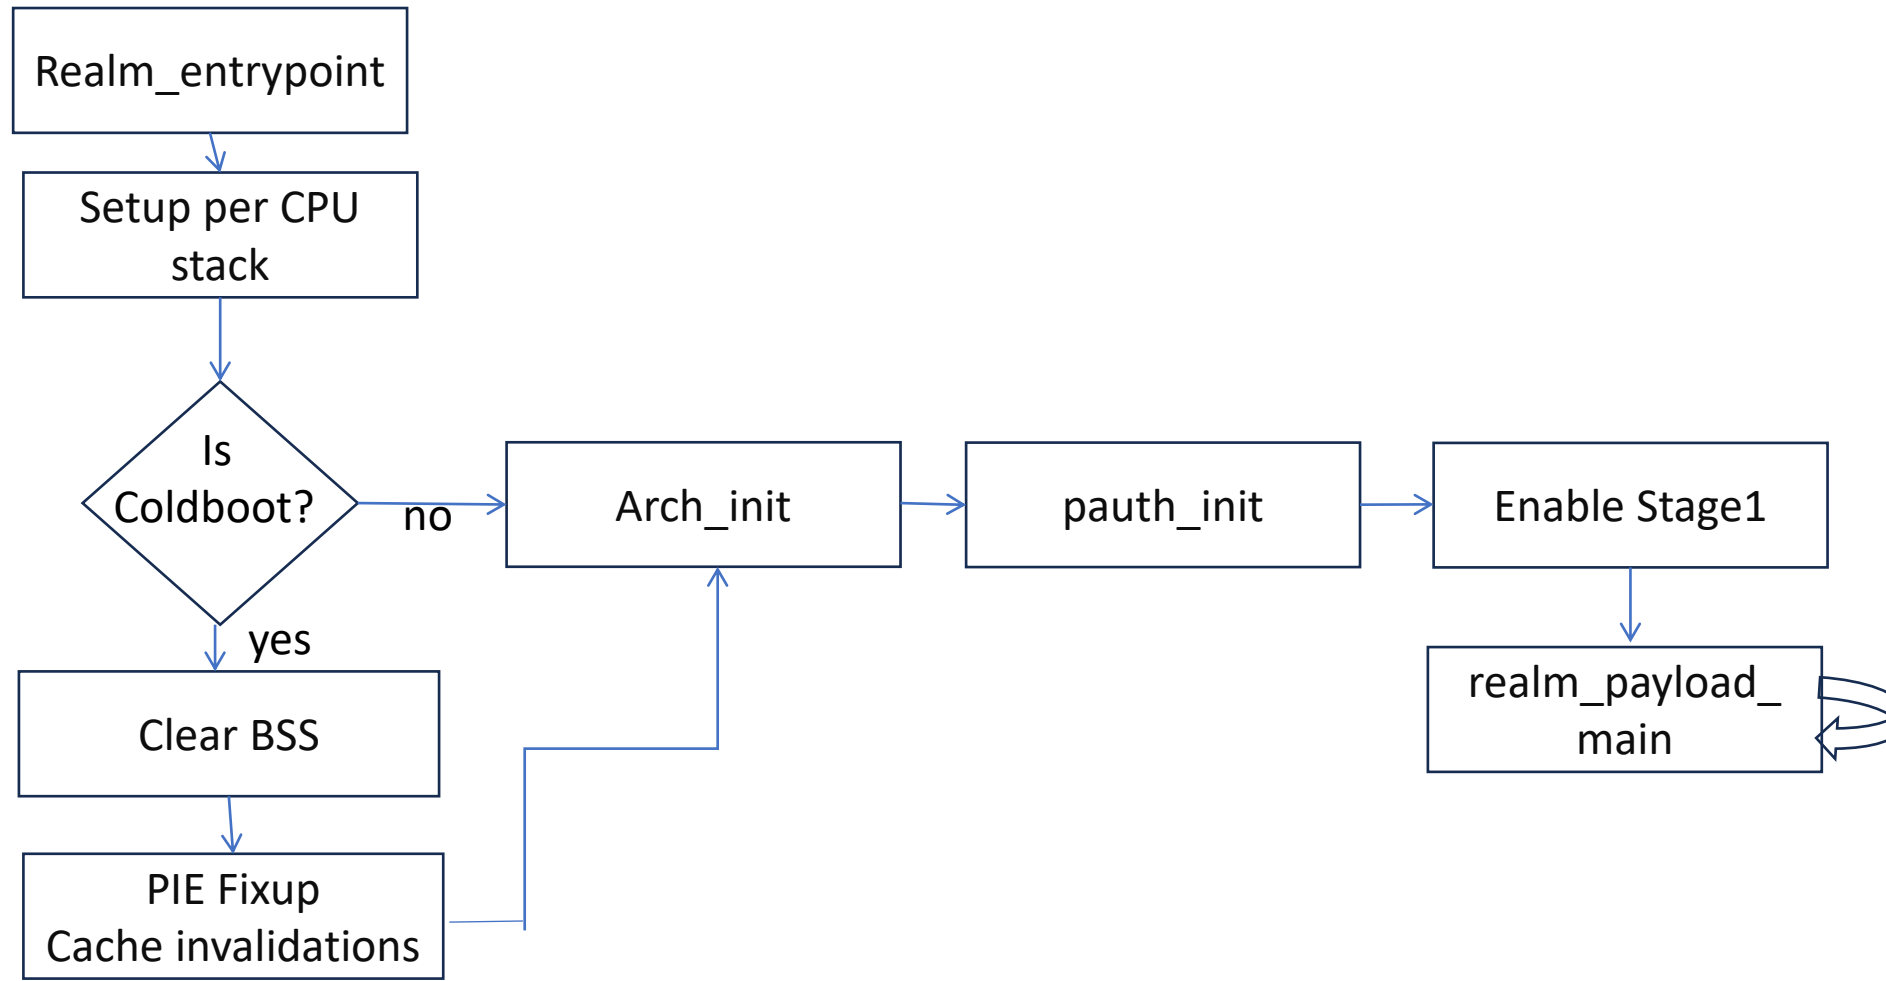 Realm_entrypoint
Setup per CPU
stack
Is
Coldboot?
no
Arch_init
pauth_init
Enable Stage1
yes
Clear BSS
PIE Fixup
Cache invalidations
realm_payload_
main